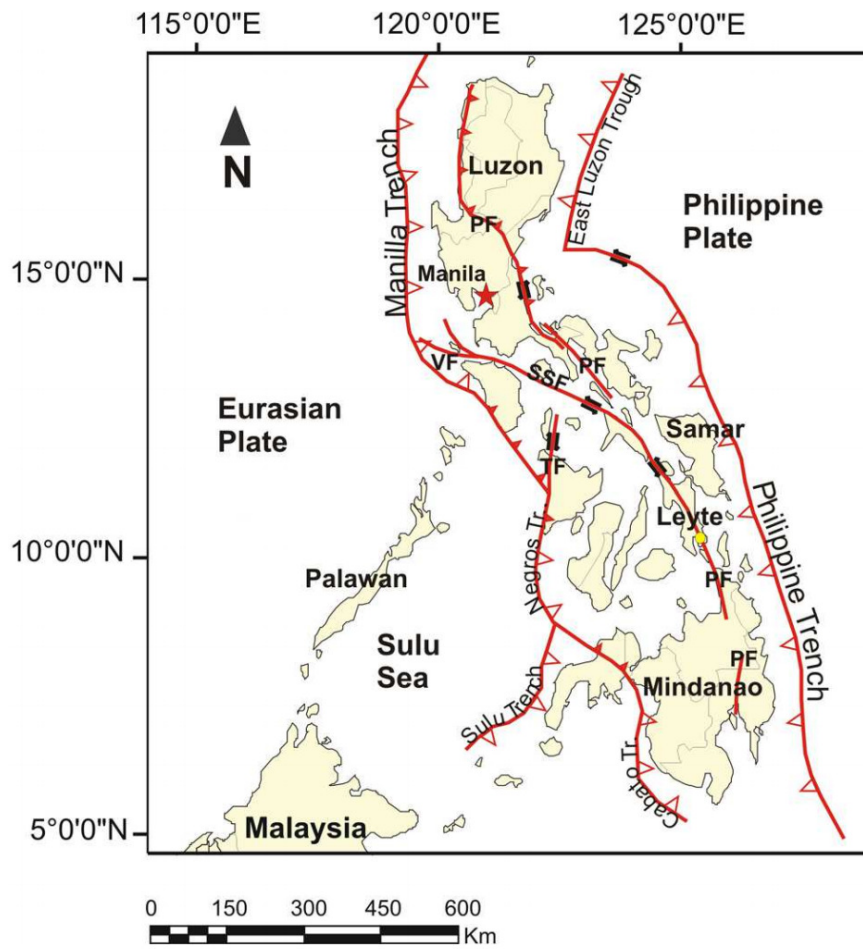 115°0'0"E
120°0'0"E
125°0'0"E
15°0'0"N
10°0'0"N
5°0'0"N
N
Manilla Trench
Luzon
East Luzon Trough
Philippine
Plate
PF
Manila
VF
SSF
PF
Eurasian
Plate
Samar
TF
Leyte
Philippine Trench
Negros Tr.
Palawan
PF
Sulu
Sea
PF
Mindanao
Sulu Trench
Cabato Tr.
Malaysia
0 150 300 450 600
Km